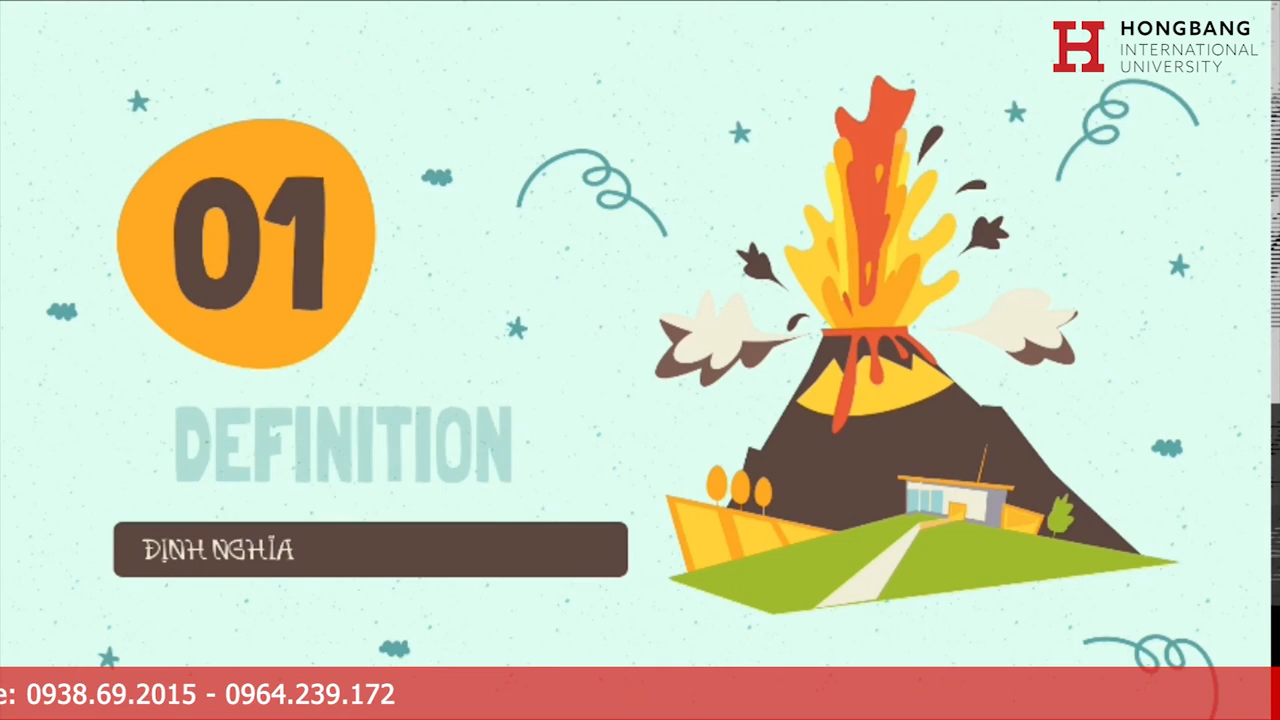 HONGBANG
INTERNATIONAL
UNIVERSITY
01
DEFINITION
ĐỊNH NGHĨA
e: 0938.69.2015 - 0964.239.172